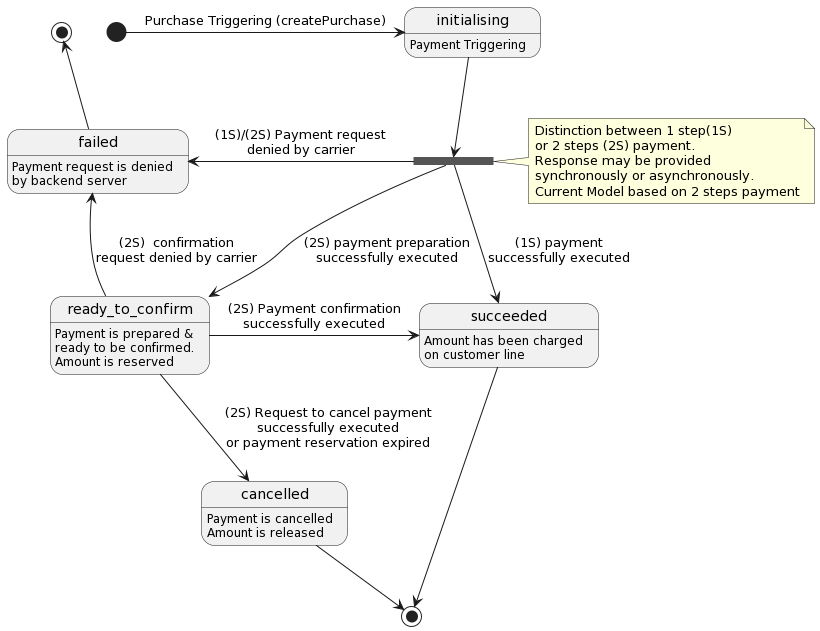 Purchase Triggering (createPurchase)
initialising
Payment Triggering
failed
Payment request is denied
by backend server
(1S)/(2S) Payment request
denied by carrier
Distinction between 1 step(1S)
or 2 steps (2S) payment.
Response may be provided
synchronously or asynchronously.
Current Model based on 2 steps payment
(2S)  confirmation
request denied by carrier
(2S) payment preparation
successfully executed
(1S) payment
successfully executed
ready_to_confirm
Payment is prepared &
ready to be confirmed.
Amount is reserved
(2S) Payment confirmation
successfully executed
succeeded
Amount has been charged
on customer line
(2S) Request to cancel payment
successfully executed
or payment reservation expired
cancelled
Payment is cancelled
Amount is released